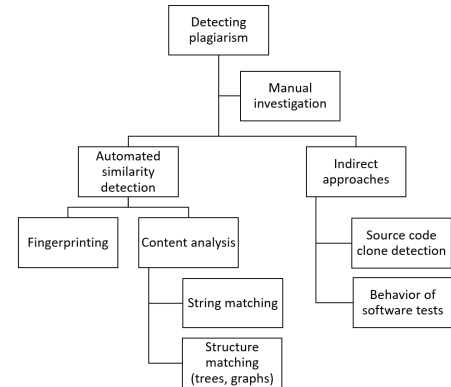 Detecting
plagiarism
Manual
investigation
Automated
similarity
detection
Indirect
approaches
Fingerprinting
Content analysis
Source code
clone detection
String matching
Behavior of
software tests
Structure
matching
(trees, graphs)